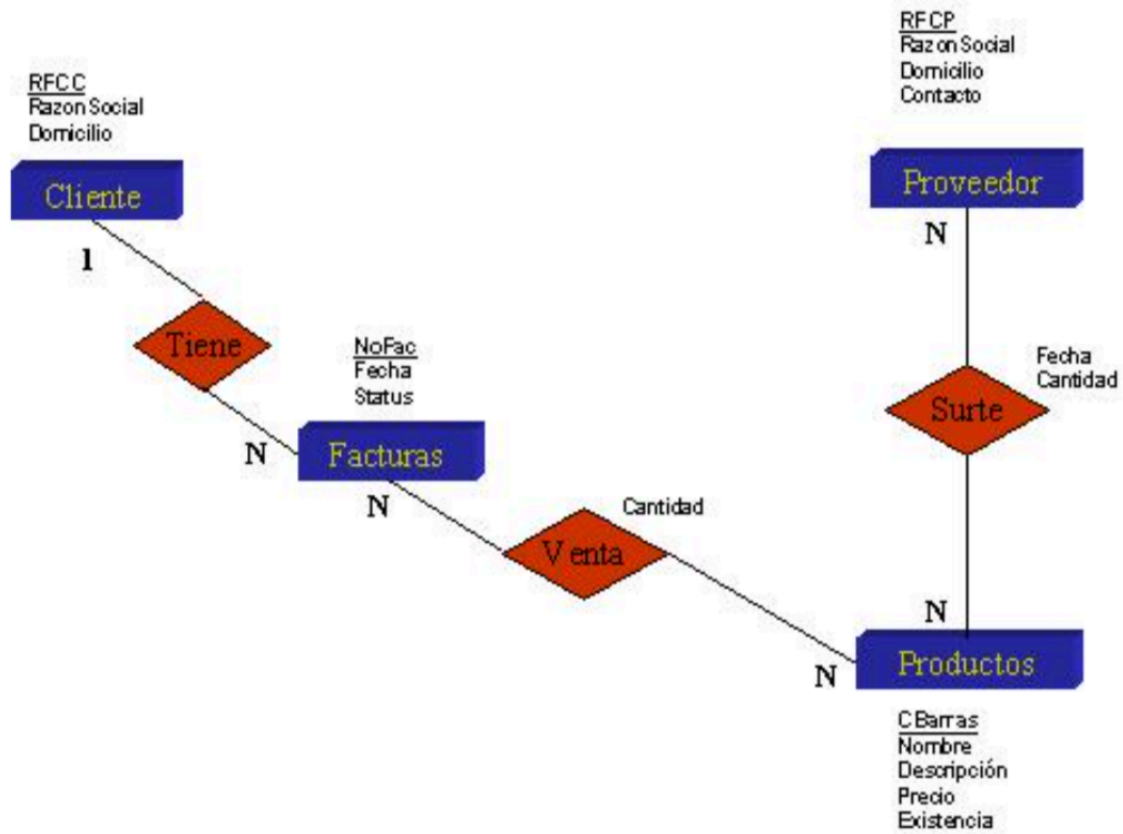 RFCC
Razon Social
Domicilio
Cliente
1
Tiene
N
NoFac
Fecha
Status
Facturas
N
Cantidad
Venta
N
RFCP
Razon Social
Domicilio
Contacto
Proveedor
N
Fecha
Cantidad
Surte
N
Productos
CBarras
Nombre
Descripción
Precio
Existencia